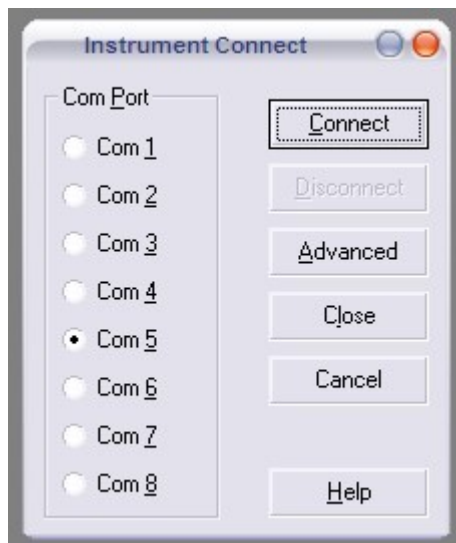 Instrument Connect
Com Port
Com 1
Com 2
Com 3
Com 4
Com 5
Com 6
Com 7
Com 8
Connect
Disconnect
Advanced
Close
Cancel
Help